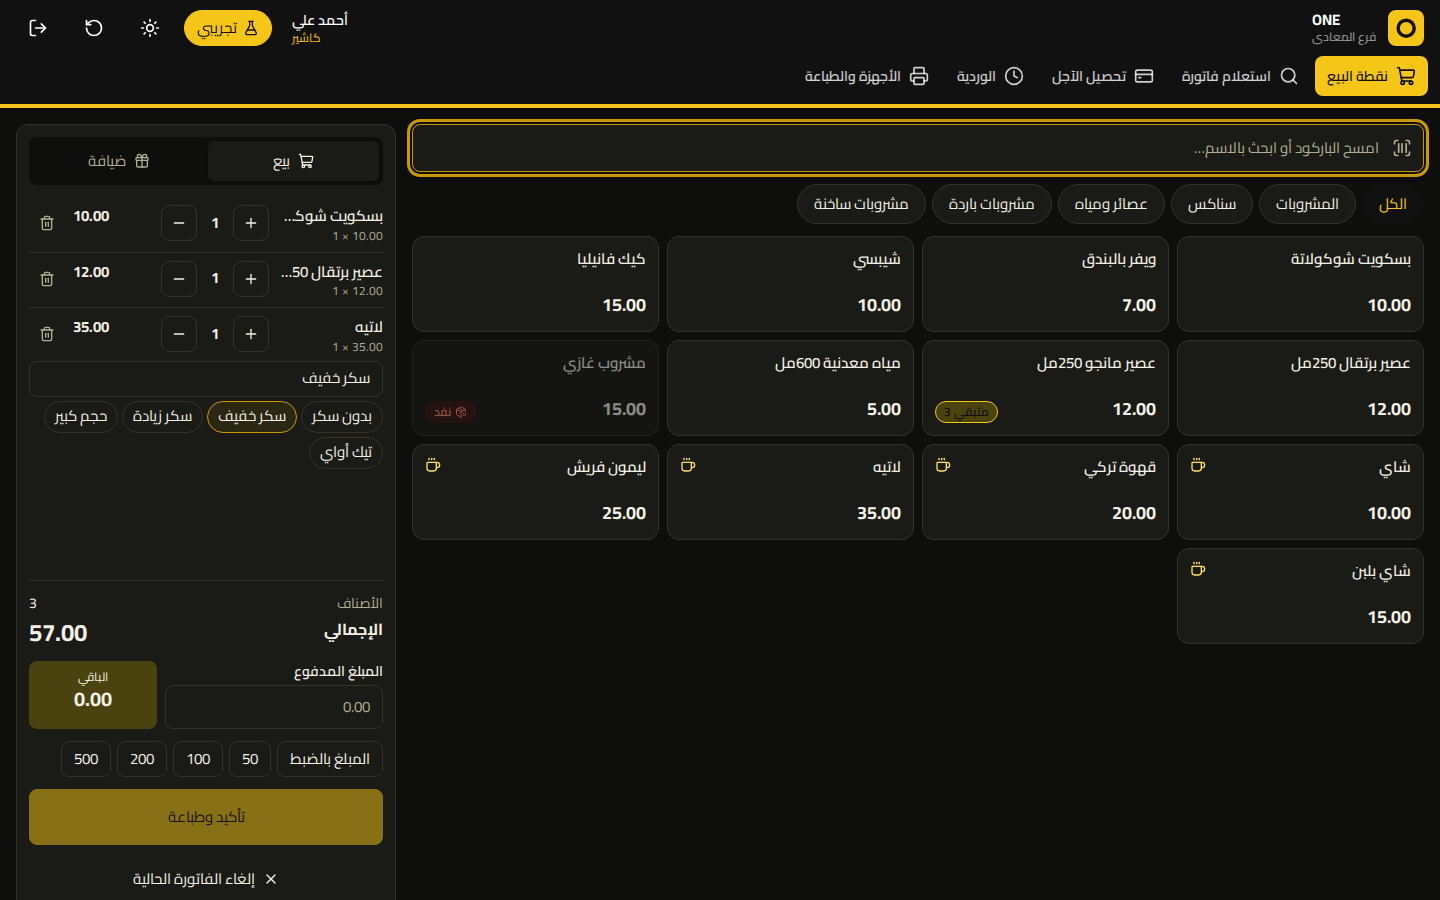 ONE
فرع المعادى
أحمد علي
كاشير
تجريبي
نقطة البيع
استعلام فاتورة
تحصيل الآجل
الوردية
الأجهزة والطباعة
امسح الباركود أو ابحث بالاسم...
الكل
المشروبات
سناكس
عصائر ومياه
مشروبات باردة
مشروبات ساخنة
بسكويت شوكولاتة
10.00
ويفر بالبندق
7.00
شيبسي
10.00
كيك فانيليا
15.00
عصير برتقال 250مل
12.00
عصير مانجو 250مل
12.00
متبقي 3
مياه معدنية 600مل
5.00
مشروب غازي
15.00
نفد
شاي
10.00
قهوة تركي
20.00
لاتيه
35.00
ليمون فريش
25.00
شاي بلبن
15.00
بيع
ضيافة
بسكويت شوك...
1 × 10.00
1
10.00
عصير برتقال 50...
1 × 12.00
1
12.00
لاتيه
1 × 35.00
1
35.00
سكر خفيف
بدون سكر
سكر خفيف
سكر زيادة
حجم كبير
تيك أواي
الأصناف
3
الإجمالي
57.00
المبلغ المدفوع
0.00
الباقي
0.00
المبلغ بالضبط
50
100
200
500
تأكيد وطباعة
إلغاء الفاتورة الحالية